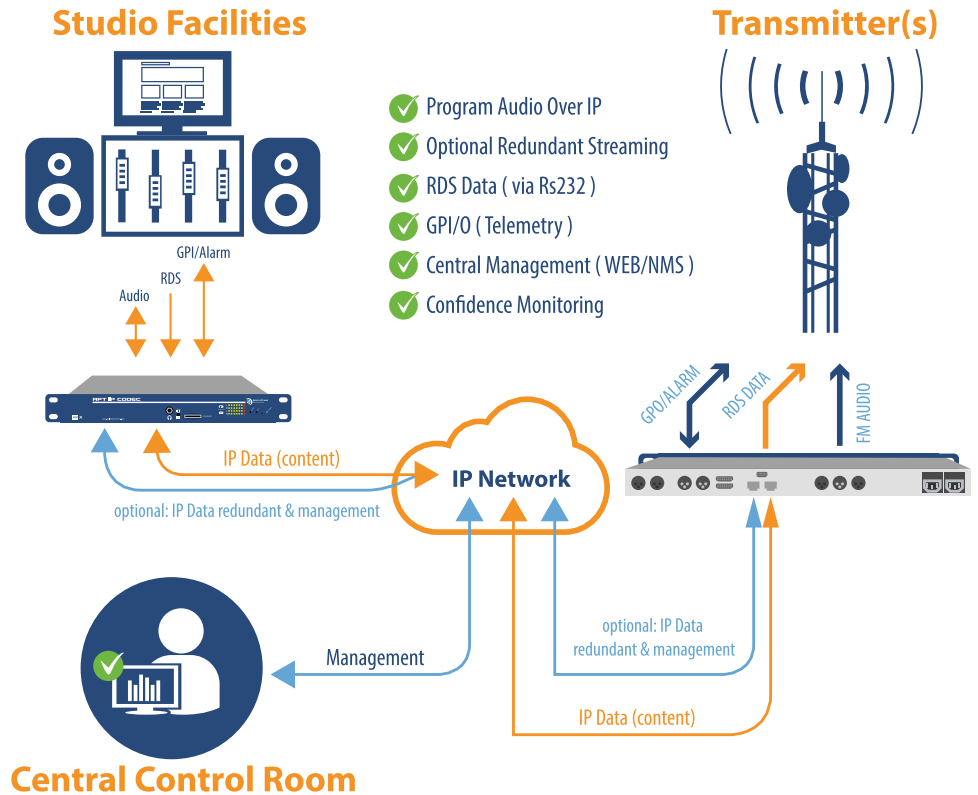 Studio Facilities
Transmitter(s)
Program Audio Over IP
Optional Redundant Streaming
RDS Data ( via Rs232 )
GPI/O ( Telemetry )
Central Management ( WEB/NMS )
Confidence Monitoring
GPI/Alarm
RDS
Audio
APT IP CODEC
GPO/ALARM
RDS DATA
FM AUDIO
IP Data (content)
IP Network
optional: IP Data redundant & management
optional: IP Data
redundant & management
Management
IP Data (content)
Central Control Room